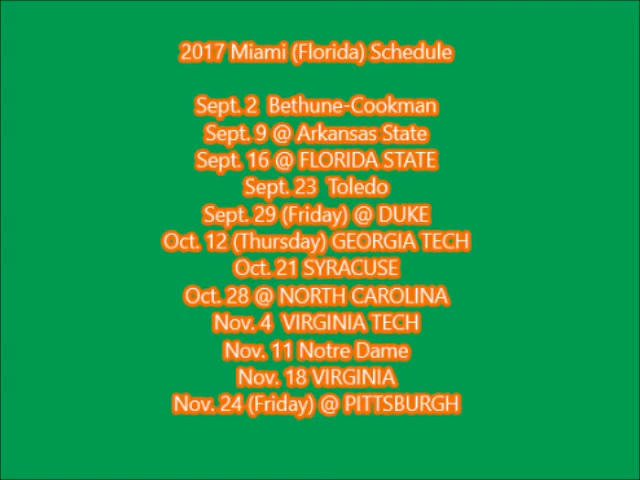 2017 Miami (Florida) Schedule
Sept. 2  Bethune-Cookman
Sept. 9 @ Arkansas State
Sept. 16 @ FLORIDA STATE
Sept. 23  Toledo
Sept. 29 (Friday) @ DUKE
Oct. 12 (Thursday) GEORGIA TECH
Oct. 21 SYRACUSE
Oct. 28 @ NORTH CAROLINA
Nov. 4  VIRGINIA TECH
Nov. 11 Notre Dame
Nov. 18 VIRGINIA
Nov. 24 (Friday) @ PITTSBURGH